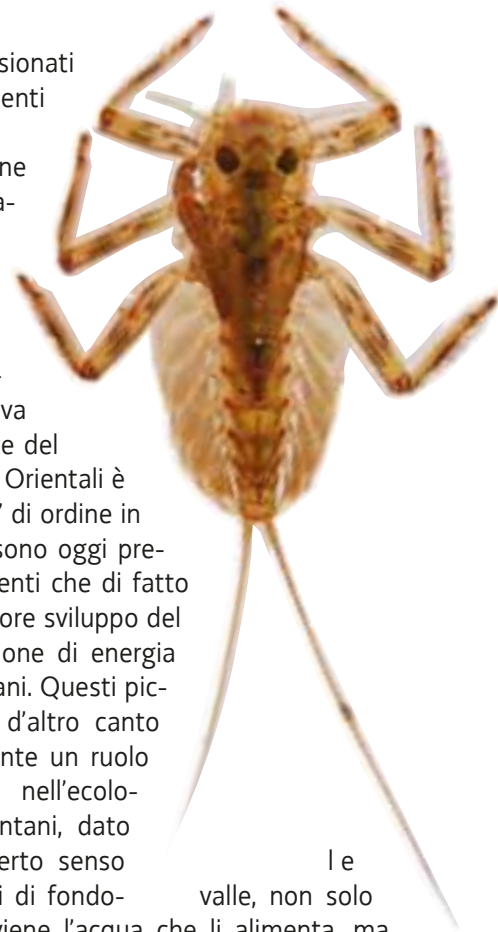 sionati
enti
ne
a-
va
e del
Orientali è
' di ordine in
sono oggi pre-
enti che di fatto
ore sviluppo del
one di energia
ani. Questi pic-
d'altro canto
nte un ruolo
nell'ecolo-
ntani, dato
erto senso le
i di fondo- valle, non solo
viene l'acqua che li alimenta, ma